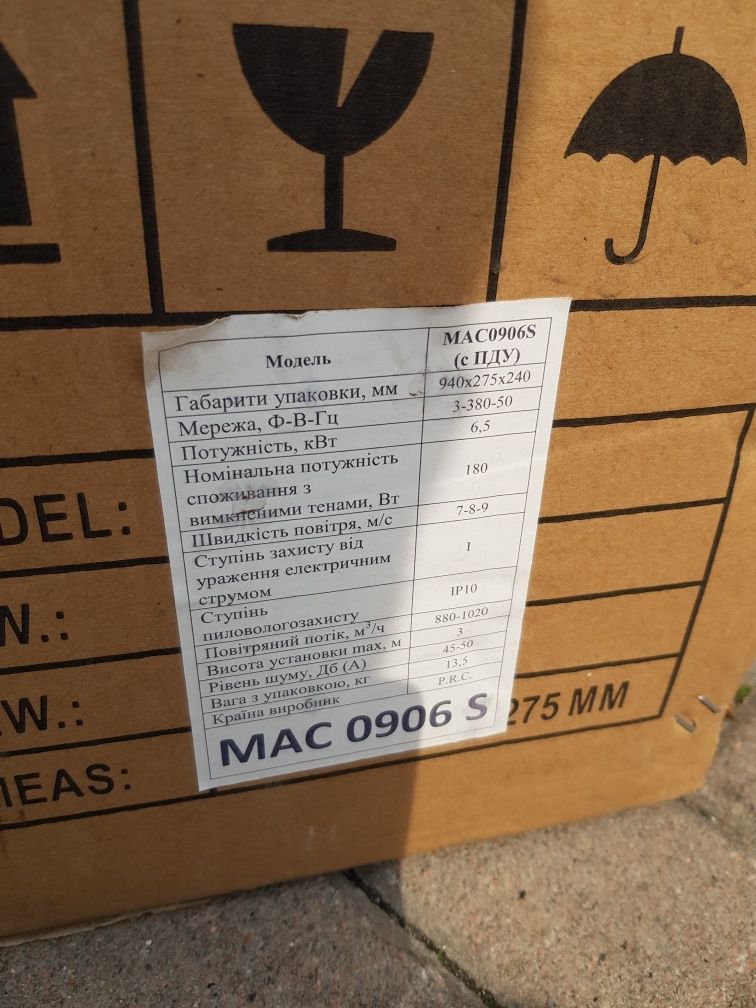 Модель MAC0906S
(с ПДУ)
Габарити упаковки, мм 940x275x240
Мережа, Ф-В-Гц 3-380-50
Потужність, кВт 6,5
Номінальна потужність
споживання з 180
вимкненими тенами, Вт
Швидкість повітря, м/с 7-8-9
Ступінь захисту від
ураження електричним I
струмом
Ступінь IP10
пиловологозахисту
Повітряний потік, м³/ч 880-1020
Висота установки max, м 3
Рівень шуму, Дб (А) 45-50
Вага з упаковкою, кг 13,5
Країна виробник P.R.C.
MAC 0906 S
DEL:
N.:
W.:
EAS: 275 MM